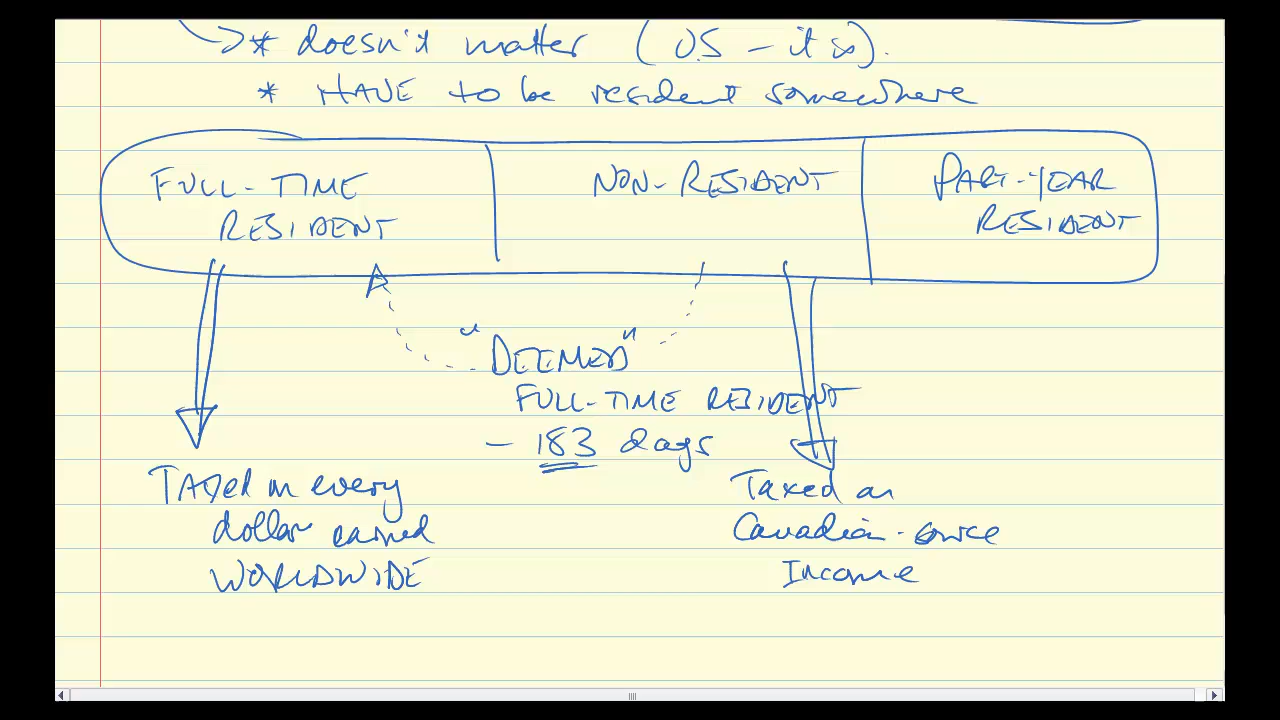 * doesn't matter (U.S - it is).
* HAVE to be resident somewhere
FULL-TIME RESIDENT
NON-RESIDENT
PART-YEAR RESIDENT
"DEEMED"
FULL-TIME RESIDENT
- 183 days
Taxed on every
dollar earned
WORLDWIDE
Taxed on
Canadian-source
Income